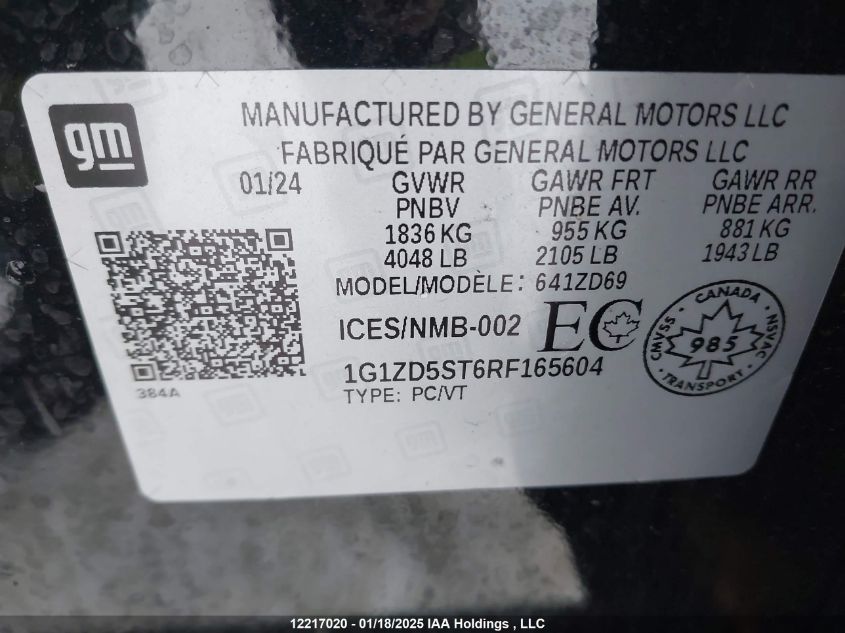 gm
MANUFACTURED BY GENERAL MOTORS LLC
FABRIQUÉ PAR GENERAL MOTORS LLC
01/24 GVWR GAWR FRT GAWR RR
PNBV PNBE AV. PNBE ARR.
1836 KG 955 KG 881 KG
4048 LB 2105 LB 1943 LB
MODEL/MODÈLE: 641ZD69
ICES/NMB-002 EC
CANADA
CMVSS 985 NSVAC
TRANSPORT
1G1ZD5ST6RF165604
384A TYPE: PC/VT
12217020 - 01/18/2025 IAA Holdings , LLC